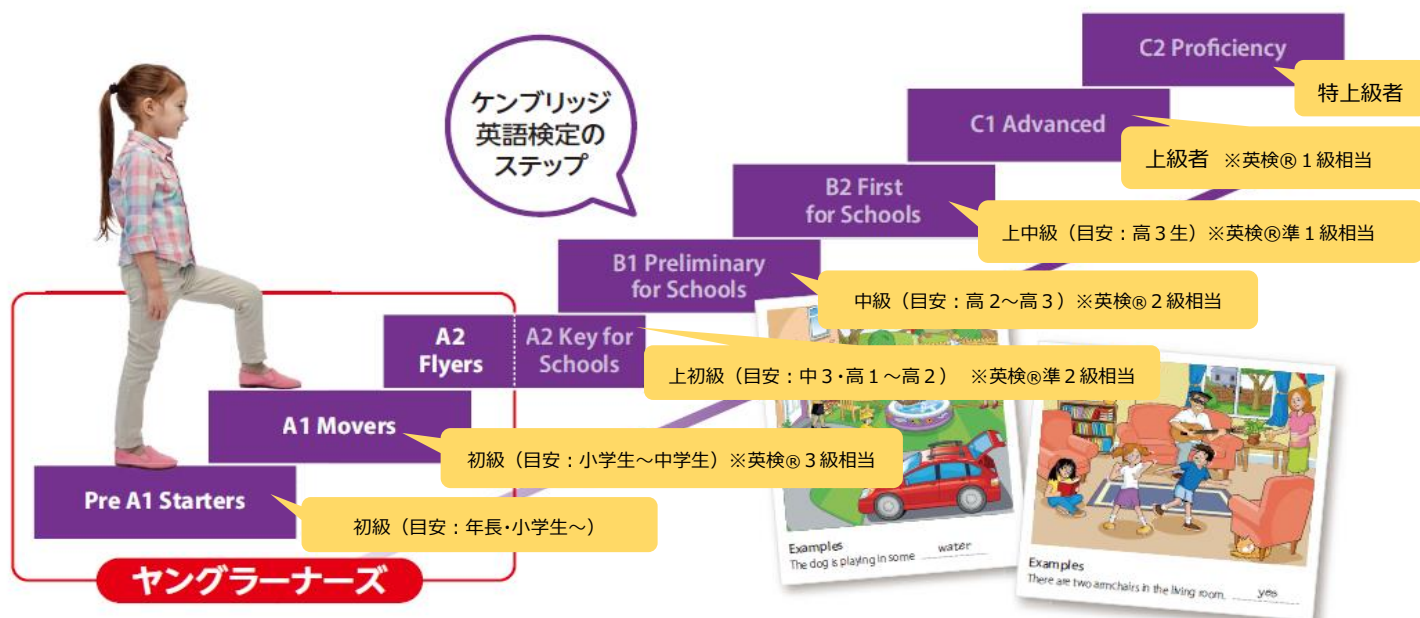 ケンブリッジ
英語検定の
ステップ
C2 Proficiency
特上級者
C1 Advanced
上級者 ※英検®１級相当
B2 First
for Schools
上中級（目安：高３生）※英検®準１級相当
B1 Preliminary
for Schools
中級（目安：高２～高３）※英検®２級相当
A2
Flyers
A2 Key for
Schools
上初級（目安：中３・高１～高２） ※英検®準２級相当
A1 Movers
初級（目安：小学生～中学生）※英検®３級相当
Pre A1 Starters
初級（目安：年長・小学生～）
ヤングラーナーズ
Examples
The dog is playing in some water
Examples
There are two armchairs in the living room. yes